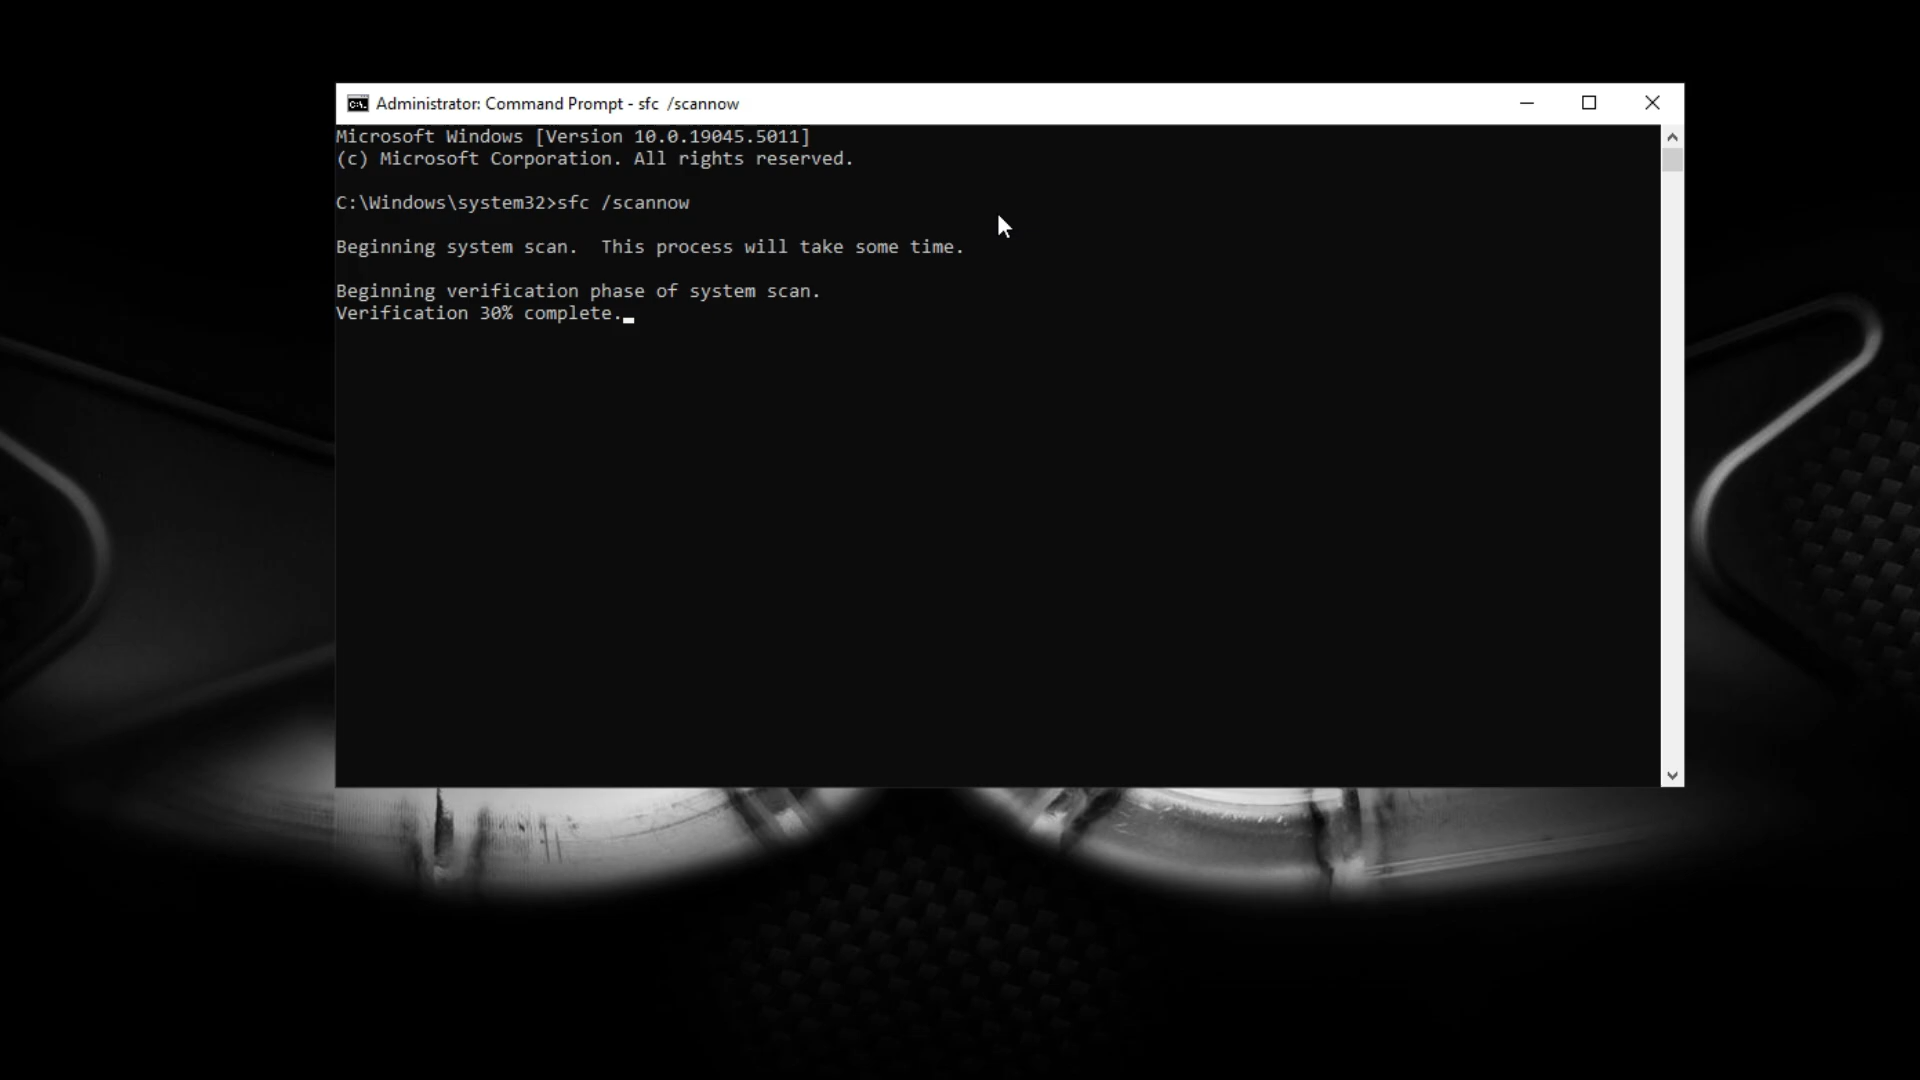 Administrator: Command Prompt - sfc  /scannow
Microsoft Windows [Version 10.0.19045.5011]
(c) Microsoft Corporation. All rights reserved.
C:\Windows\system32>sfc /scannow
Beginning system scan.  This process will take some time.
Beginning verification phase of system scan.
Verification 30% complete.